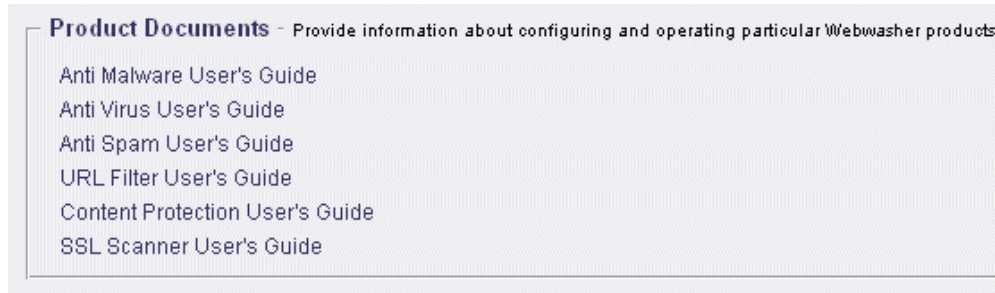 Product Documents - Provide information about configuring and operating particular Webwasher products
Anti Malware User's Guide
Anti Virus User's Guide
Anti Spam User's Guide
URL Filter User's Guide
Content Protection User's Guide
SSL Scanner User's Guide